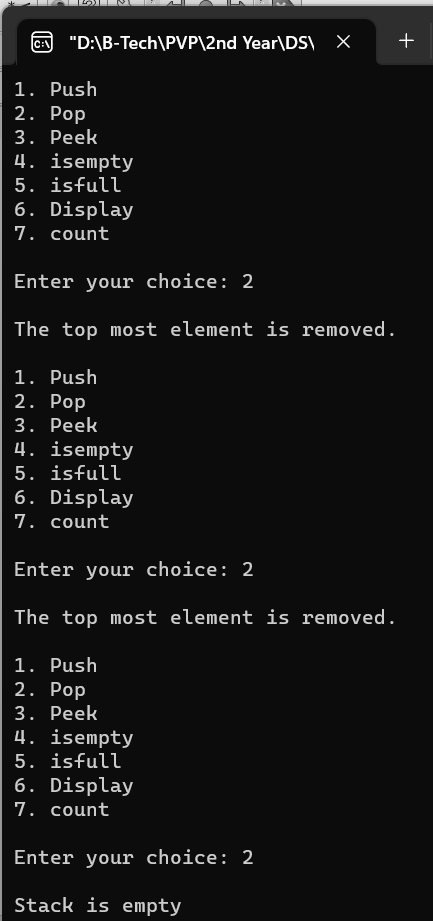 "D:\B-Tech\PVP\2nd Year\DS\
1. Push
2. Pop
3. Peek
4. isempty
5. isfull
6. Display
7. count
Enter your choice: 2
The top most element is removed.
1. Push
2. Pop
3. Peek
4. isempty
5. isfull
6. Display
7. count
Enter your choice: 2
The top most element is removed.
1. Push
2. Pop
3. Peek
4. isempty
5. isfull
6. Display
7. count
Enter your choice: 2
Stack is empty